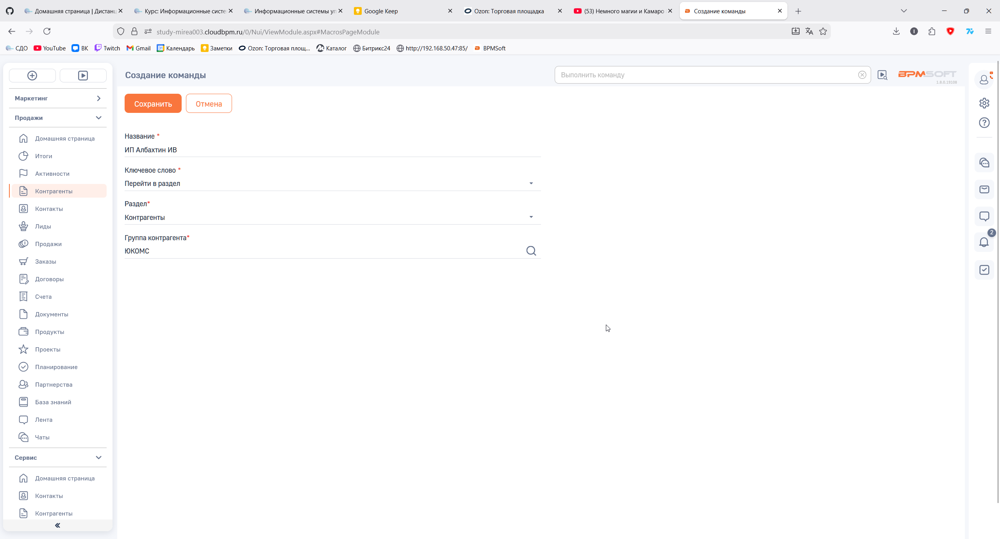 Домашняя страница | Дистанц
Курс: Информационные систе
Информационные системы уп
Google Keep
Ozon: Торговая площадка
(53) Немного магии и Камаро
Создание команды
study-mirea003.cloudbpm.ru/0/Nui/ViewModule.aspx#MacrosPageModule
СДО
YouTube
ВК
Twitch
Gmail
31
Календарь
Заметки
Ozon: Торговая площ...
Каталог
Битрикс24
http://192.168.50.47:85/
BPMSoft
Создание команды
Выполнить команду
BPMSOFT
1.8.0.19108
Сохранить
Отмена
Название *
ИП Албахтин ИВ
Ключевое слово *
Перейти в раздел
Раздел*
Контрагенты
Группа контрагента*
ЮКОМС
Маркетинг
Продажи
Домашняя страница
Итоги
Активности
Контрагенты
Контакты
Лиды
Продажи
Заказы
Договоры
Счета
Документы
Продукты
Проекты
Планирование
Партнерства
База знаний
Лента
Чаты
Сервис
Домашняя страница
Контакты
Контрагенты
2